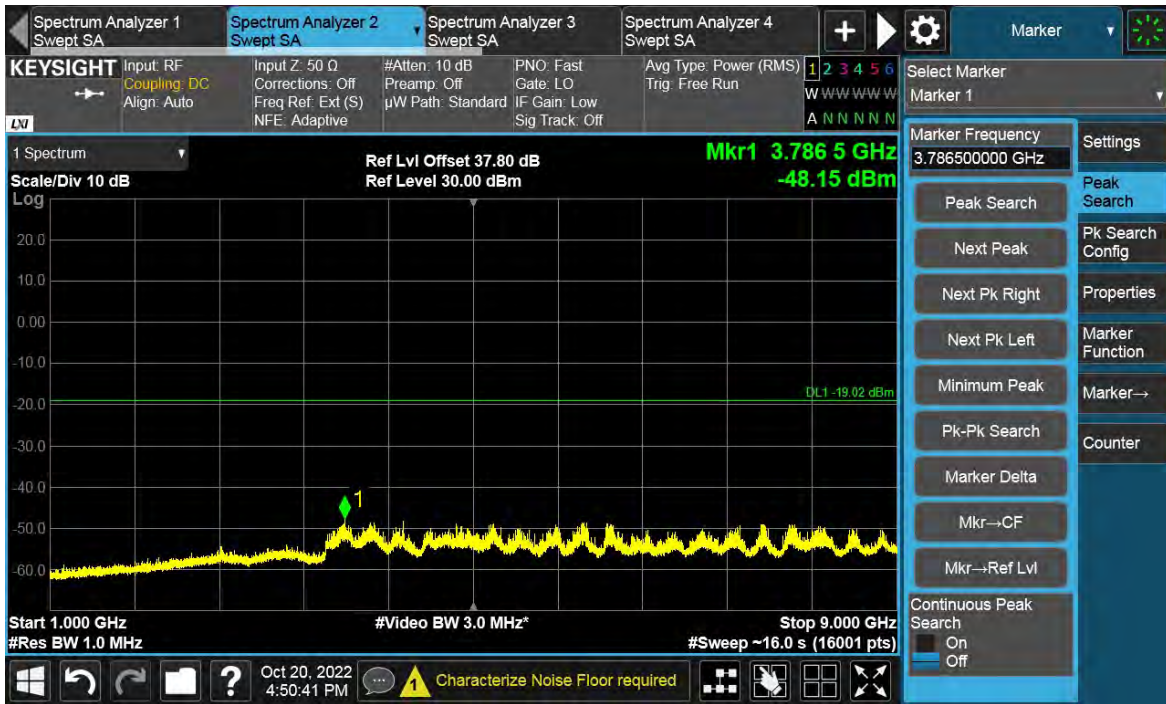 Spectrum Analyzer 1
Swept SA
Spectrum Analyzer 2
Swept SA
Spectrum Analyzer 3
Swept SA
Spectrum Analyzer 4
Swept SA
+
Marker
KEYSIGHT
LXI
Input: RF
Coupling: DC
Align: Auto
Input Z: 50 Ω
Corrections: Off
Freq Ref: Ext (S)
NFE: Adaptive
#Atten: 10 dB
Preamp: Off
µW Path: Standard
PNO: Fast
Gate: LO
IF Gain: Low
Sig Track: Off
Avg Type: Power (RMS)
Trig: Free Run
1 2 3 4 5 6
W W W W W W
A N N N N N
Select Marker
Marker 1
1 Spectrum
Scale/Div 10 dB
Log
Ref Lvl Offset 37.80 dB
Ref Level 30.00 dBm
Mkr1 3.786 5 GHz
-48.15 dBm
20.0
10.0
0.00
-10.0
-20.0
-30.0
-40.0
-50.0
-60.0
DL1 -19.02 dBm
1
Start 1.000 GHz
#Res BW 1.0 MHz
#Video BW 3.0 MHz*
Stop 9.000 GHz
#Sweep ~16.0 s (16001 pts)
Marker Frequency
3.786500000 GHz
Peak Search
Next Peak
Next Pk Right
Next Pk Left
Minimum Peak
Pk-Pk Search
Marker Delta
Mkr→CF
Mkr→Ref Lvl
Continuous Peak
Search
On
Off
Settings
Peak
Search
Pk Search
Config
Properties
Marker
Function
Marker→
Counter
?
Oct 20, 2022
4:50:41 PM
1
Characterize Noise Floor required